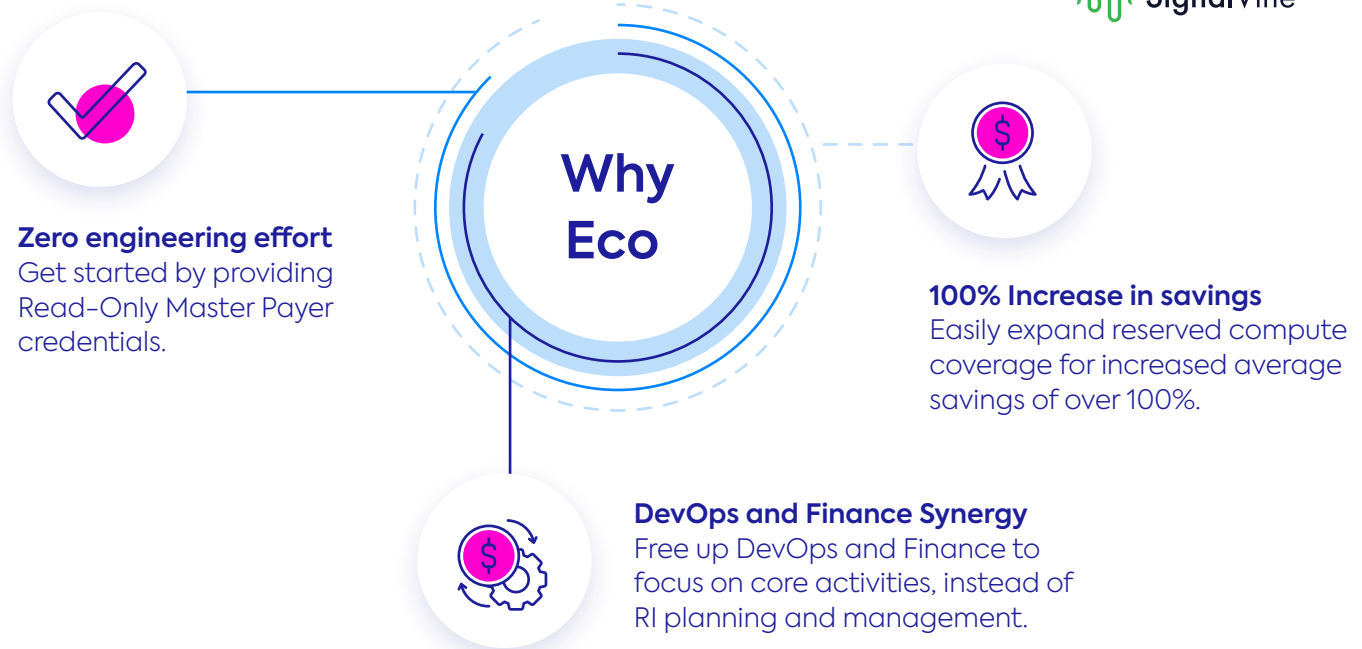 SignalVine
Why
Eco
Zero engineering effort
Get started by providing
Read-Only Master Payer
credentials.
$
100% Increase in savings
Easily expand reserved compute
coverage for increased average
savings of over 100%.
$
DevOps and Finance Synergy
Free up DevOps and Finance to
focus on core activities, instead of
RI planning and management.